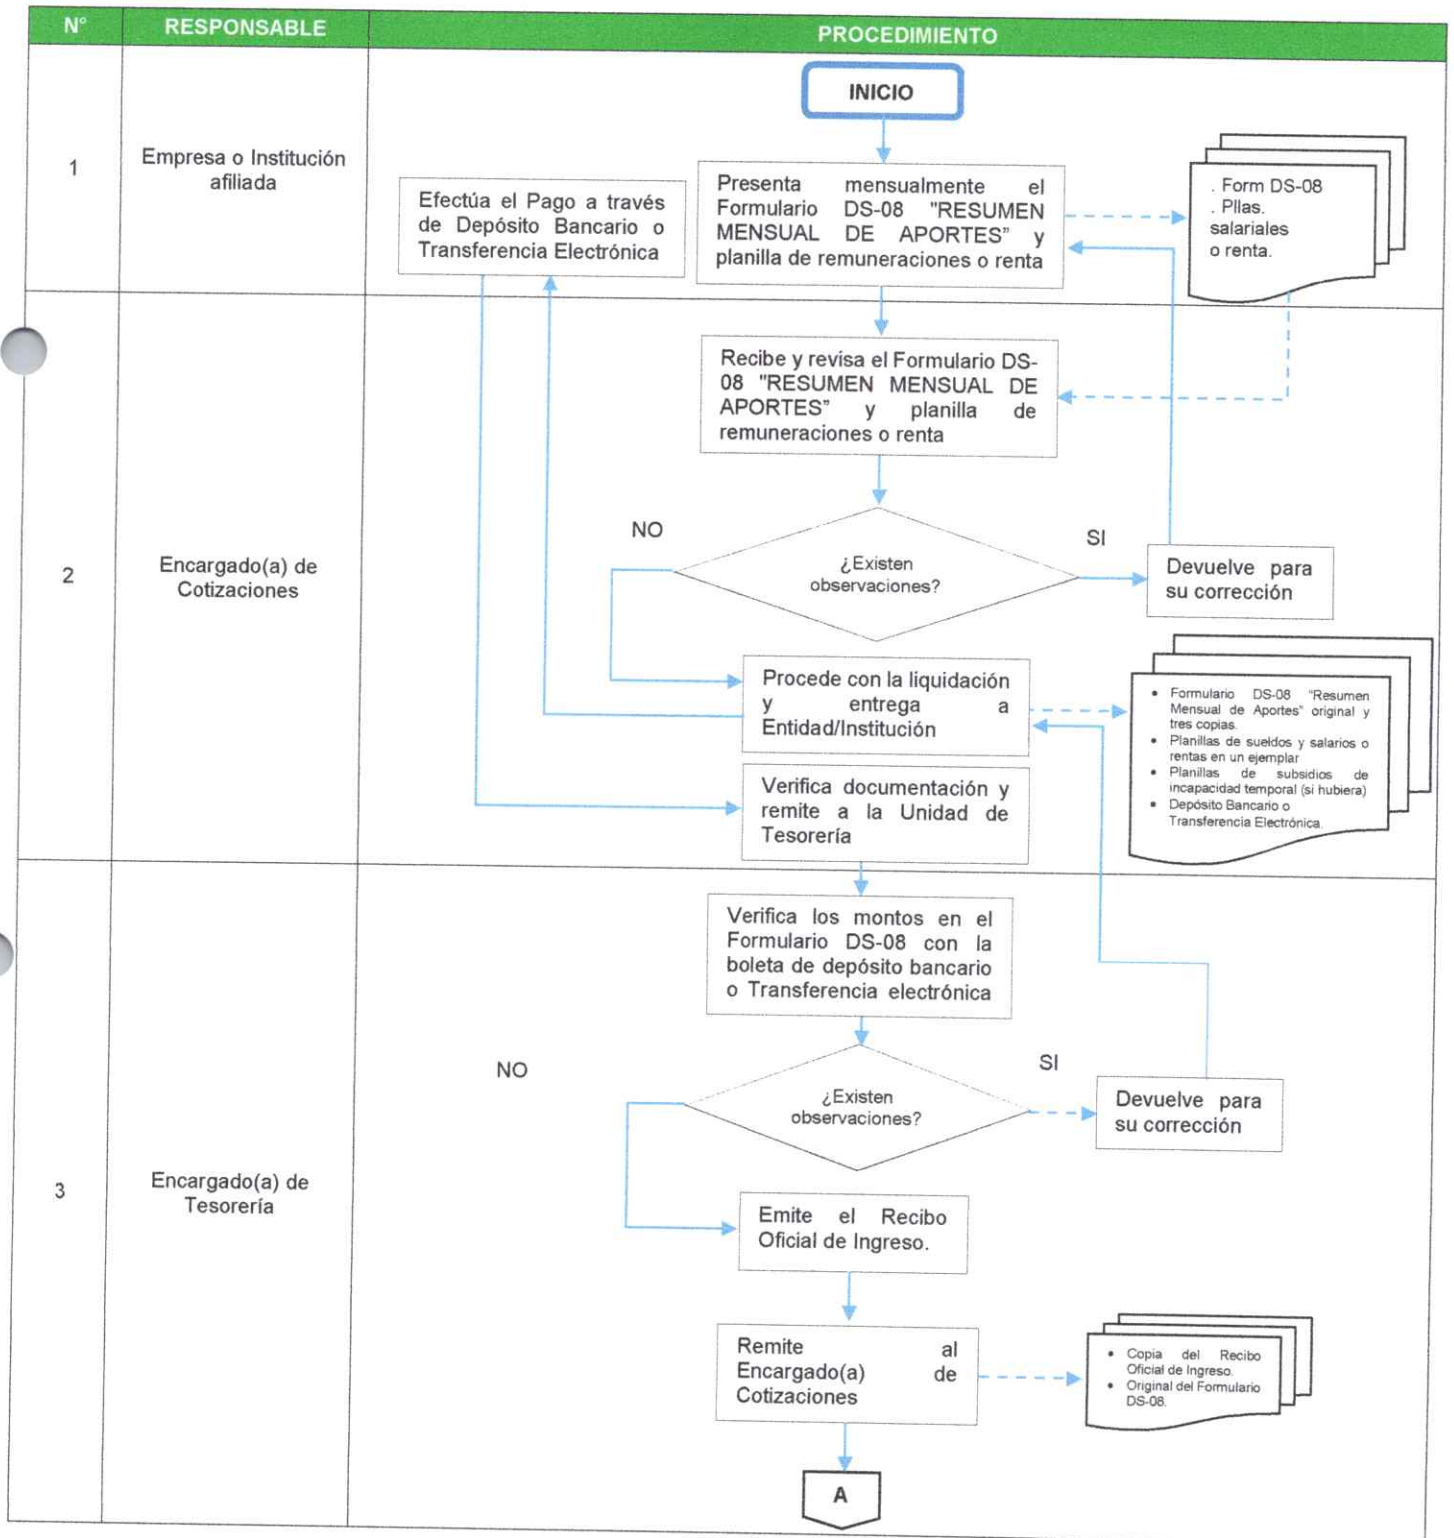 N° RESPONSABLE PROCEDIMIENTO
INICIO
1
Empresa o Institución
afiliada
Efectúa el Pago a través
de Depósito Bancario o
Transferencia Electrónica
Presenta mensualmente el
Formulario DS-08 "RESUMEN
MENSUAL DE APORTES" y
planilla de remuneraciones o renta
. Form DS-08
. Pllas.
salariales
o renta.
2
Encargado(a) de
Cotizaciones
Recibe y revisa el Formulario DS-
08 "RESUMEN MENSUAL DE
APORTES" y planilla de
remuneraciones o renta
NO
¿Existen
observaciones?
SI
Devuelve para
su corrección
Procede con la liquidación
y entrega a
Entidad/Institución
• Formulario DS-08 "Resumen
Mensual de Aportes" original y
tres copias.
• Planillas de sueldos y salarios o
rentas en un ejemplar
• Planillas de subsidios de
incapacidad temporal (si hubiera)
• Depósito Bancario o
Transferencia Electrónica.
Verifica documentación y
remite a la Unidad de
Tesorería
3
Encargado(a) de
Tesorería
Verifica los montos en el
Formulario DS-08 con la
boleta de depósito bancario
o Transferencia electrónica
NO
¿Existen
observaciones?
SI
Devuelve para
su corrección
Emite el Recibo
Oficial de Ingreso.
Remite al
Encargado(a) de
Cotizaciones
• Copia del Recibo
Oficial de Ingreso.
• Original del Formulario
DS-08.
A